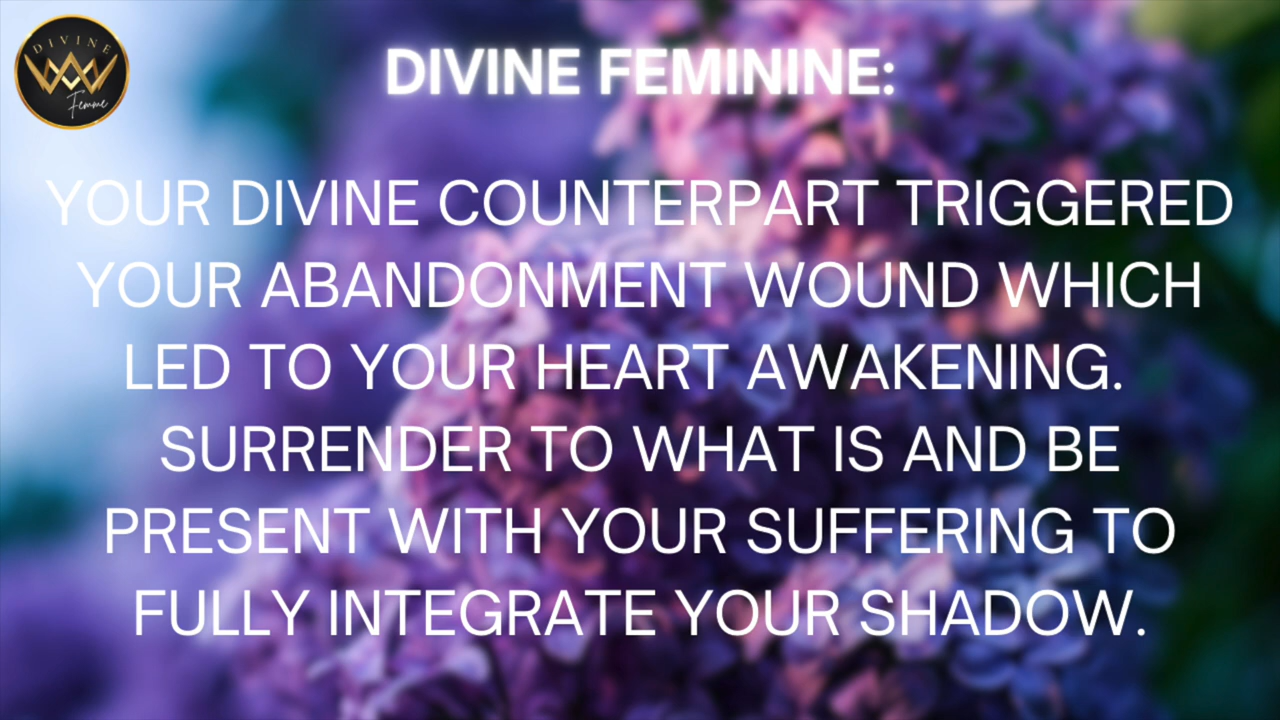 DIVINE
Femme
DIVINE FEMININE:
YOUR DIVINE COUNTERPART TRIGGERED
YOUR ABANDONMENT WOUND WHICH
LED TO YOUR HEART AWAKENING.
SURRENDER TO WHAT IS AND BE
PRESENT WITH YOUR SUFFERING TO
FULLY INTEGRATE YOUR SHADOW.